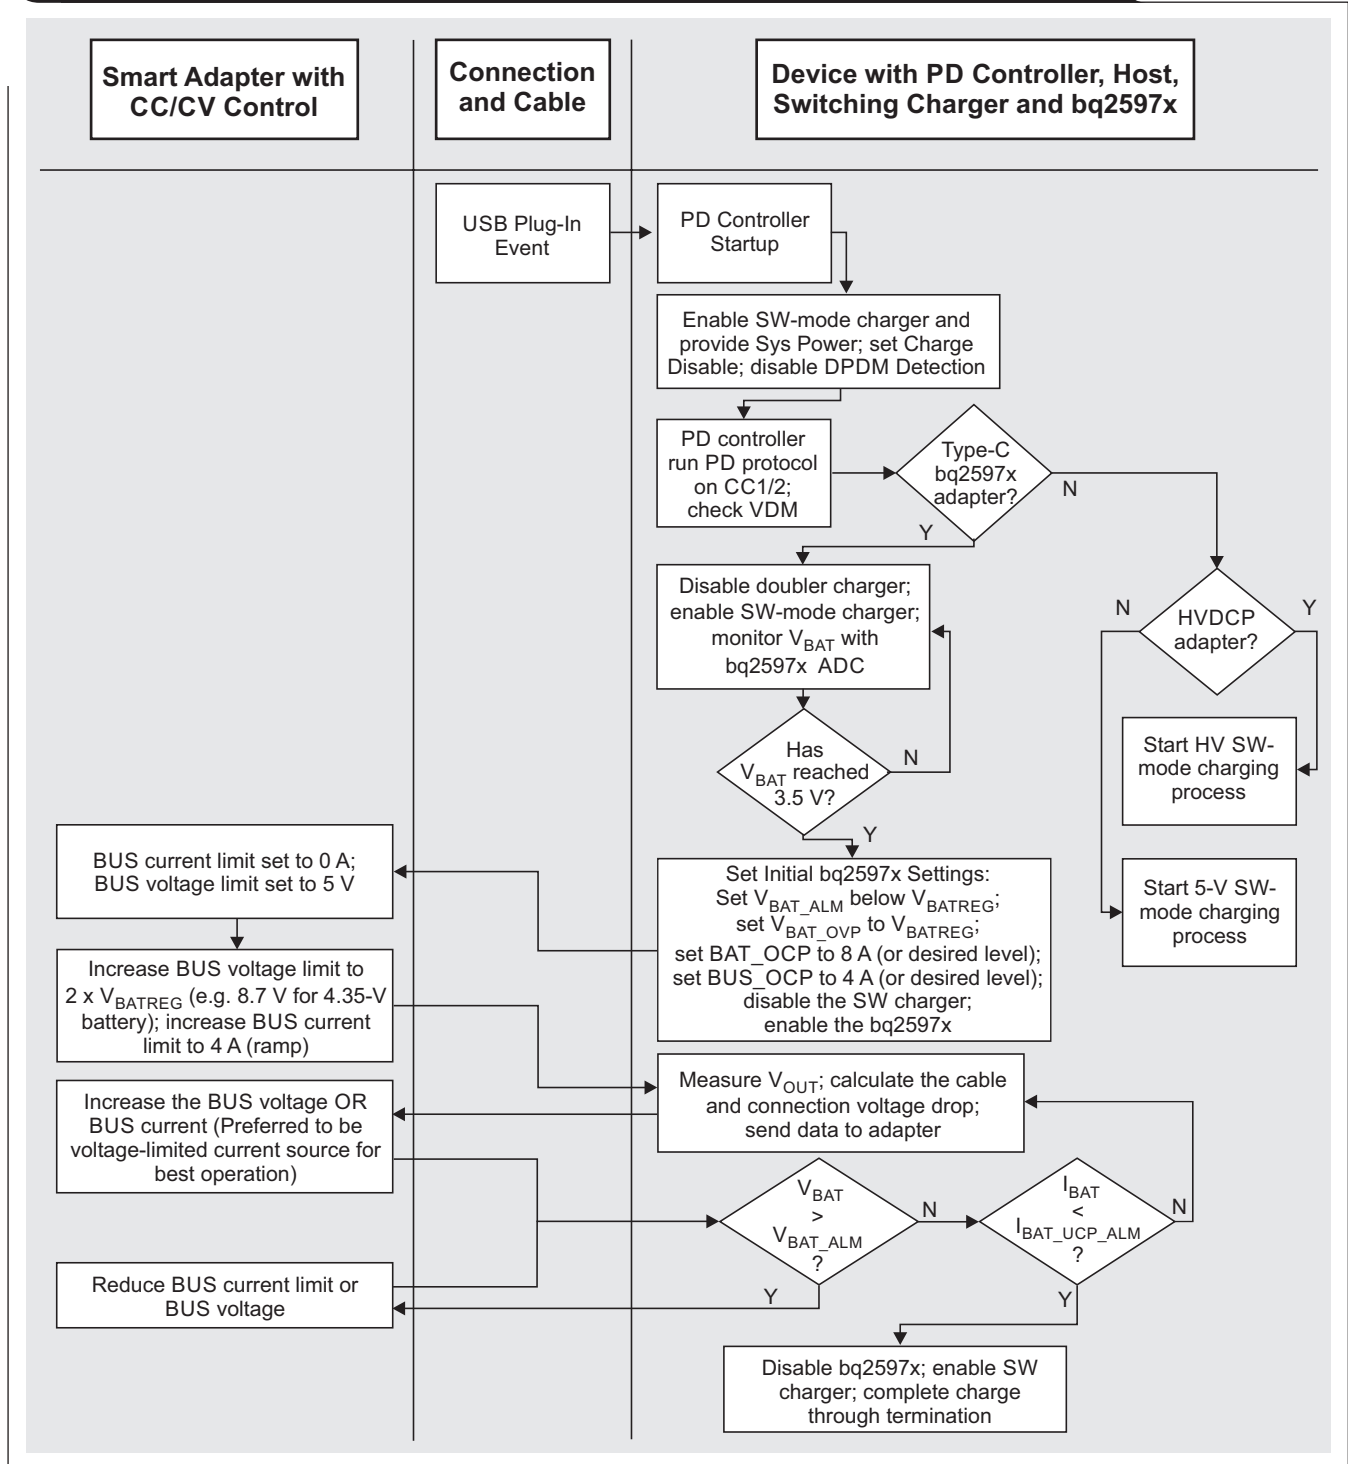 Smart Adapter with
CC/CV Control
Connection
and Cable
Device with PD Controller, Host,
Switching Charger and bq2597x
USB Plug-In
Event
PD Controller
Startup
Enable SW-mode charger and
provide Sys Power; set Charge
Disable; disable DPDM Detection
PD controller
run PD protocol
on CC1/2;
check VDM
Type-C
bq2597x
adapter?
N
Y
Disable doubler charger;
enable SW-mode charger;
monitor VBAT with
bq2597x ADC
N
HVDCP
adapter?
Y
Has
VBAT reached
3.5 V?
N
Y
Start HV SW-
mode charging
process
Start 5-V SW-
mode charging
process
BUS current limit set to 0 A;
BUS voltage limit set to 5 V
Set Initial bq2597x Settings:
Set VBAT_ALM below VBATREG;
set VBAT_OVP to VBATREG;
set BAT_OCP to 8 A (or desired level);
set BUS_OCP to 4 A (or desired level);
disable the SW charger;
enable the bq2597x
Increase BUS voltage limit to
2 x VBATREG (e.g. 8.7 V for 4.35-V
battery); increase BUS current
limit to 4 A (ramp)
Measure VOUT; calculate the cable
and connection voltage drop;
send data to adapter
Increase the BUS voltage OR
BUS current (Preferred to be
voltage-limited current source for
best operation)
VBAT
>
VBAT_ALM
?
N
Y
IBAT
<
IBAT_UCP_ALM
?
N
Y
Reduce BUS current limit or
BUS voltage
Disable bq2597x; enable SW
charger; complete charge
through termination